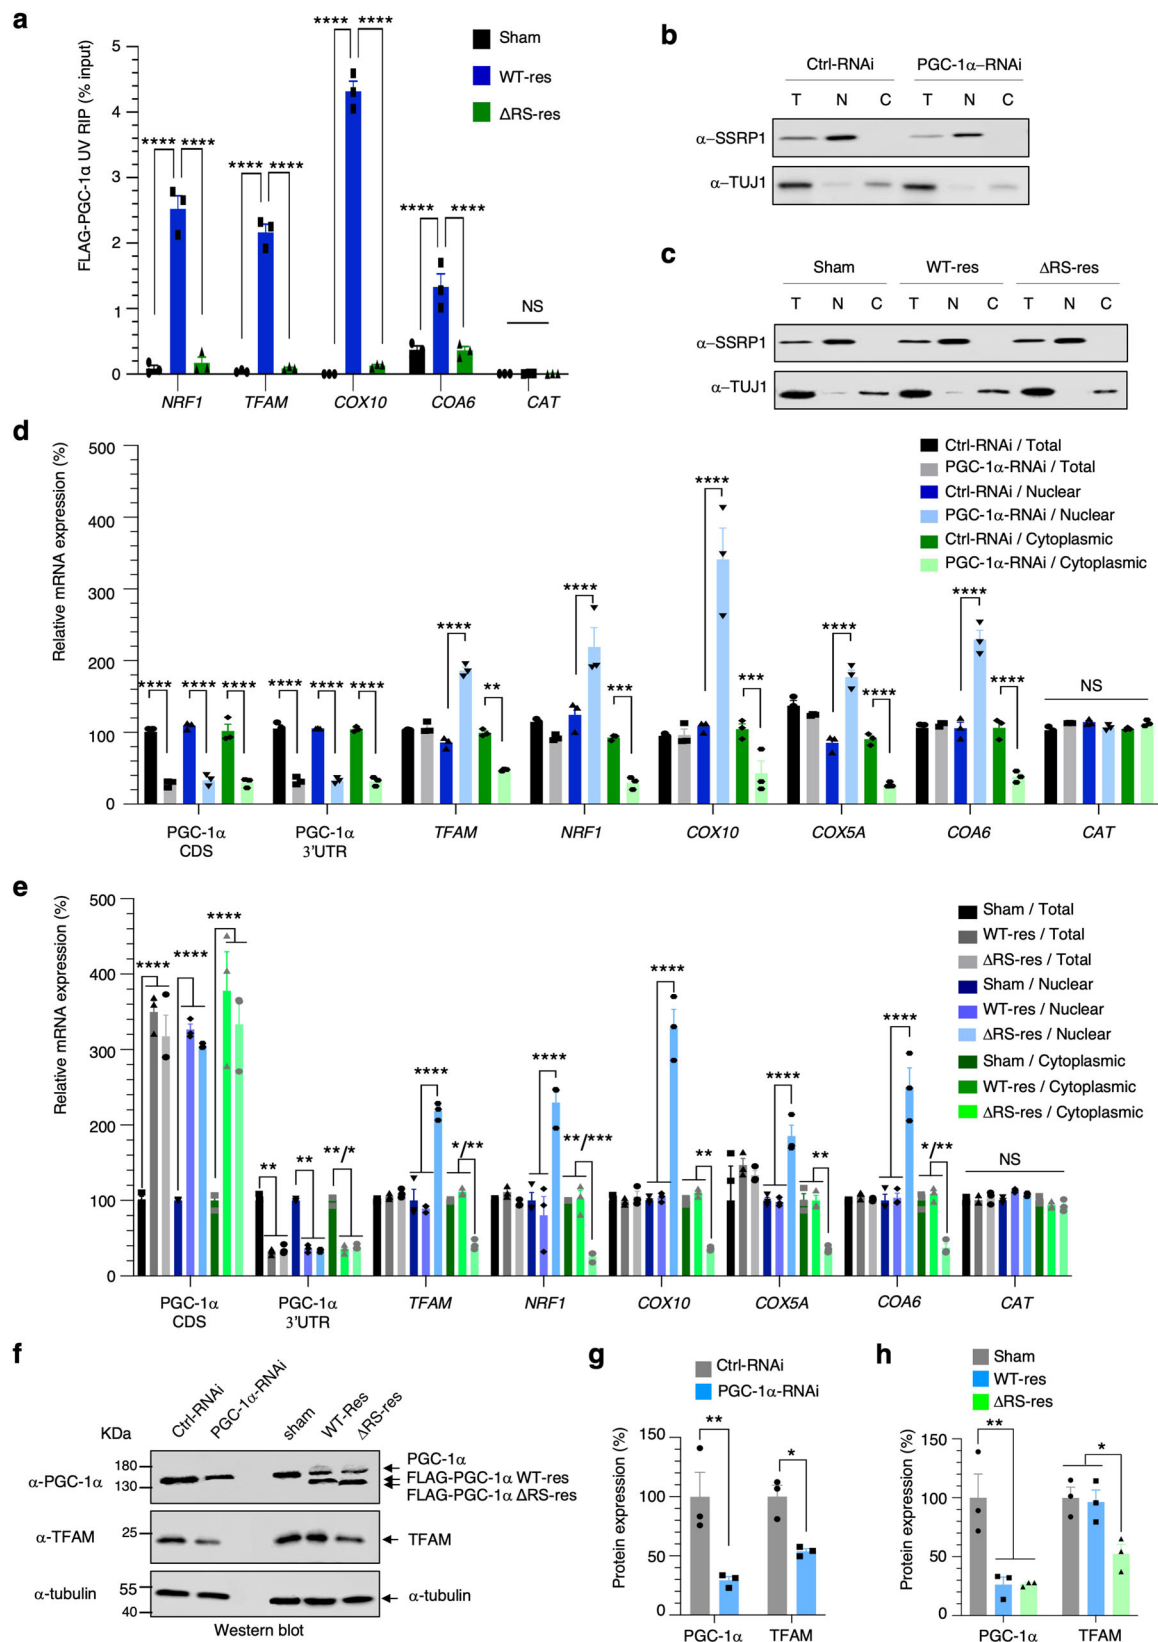 a
FLAG-PGC-1α UV RIP (% input)
5
4
3
2
1
0
**** ****
**** ****
**** ****
**** ****
NS
Sham
WT-res
ΔRS-res
NRF1 TFAM COX10 COA6 CAT
b
Ctrl-RNAi PGC-1α–RNAi
T N C T N C
α–SSRP1
α–TUJ1
c
Sham WT-res ΔRS-res
T N C T N C T N C
α–SSRP1
α–TUJ1
d
Relative mRNA expression (%)
500
400
300
200
100
0
**** **** ****
**** **** ****
**** **
**** ***
**** ***
**** ****
**** ****
NS
Ctrl-RNAi / Total
PGC-1α-RNAi / Total
Ctrl-RNAi / Nuclear
PGC-1α-RNAi / Nuclear
Ctrl-RNAi / Cytoplasmic
PGC-1α-RNAi / Cytoplasmic
PGC-1α PGC-1α TFAM NRF1 COX10 COX5A COA6 CAT
CDS 3'UTR
e
Relative mRNA expression (%)
500
400
300
200
100
0
**** **** ****
** ** **/*
**** */**
**** **/***
**** **
**** **
**** */**
NS
Sham / Total
WT-res / Total
ΔRS-res / Total
Sham / Nuclear
WT-res / Nuclear
ΔRS-res / Nuclear
Sham / Cytoplasmic
WT-res / Cytoplasmic
ΔRS-res / Cytoplasmic
PGC-1α PGC-1α TFAM NRF1 COX10 COX5A COA6 CAT
CDS 3'UTR
f
Ctrl-RNAi PGC-1α-RNAi sham WT-Res ΔRS-res
KDa
α-PGC-1α 180 130
PGC-1α
FLAG-PGC-1α WT-res
FLAG-PGC-1α ΔRS-res
α-TFAM 25 TFAM
α-tubulin 55 40 α-tubulin
Western blot
g
Ctrl-RNAi
PGC-1α-RNAi
Protein expression (%)
150
100
50
0
** *
PGC-1α TFAM
h
Sham
WT-res
ΔRS-res
Protein expression (%)
150
100
50
0
** *
PGC-1α TFAM